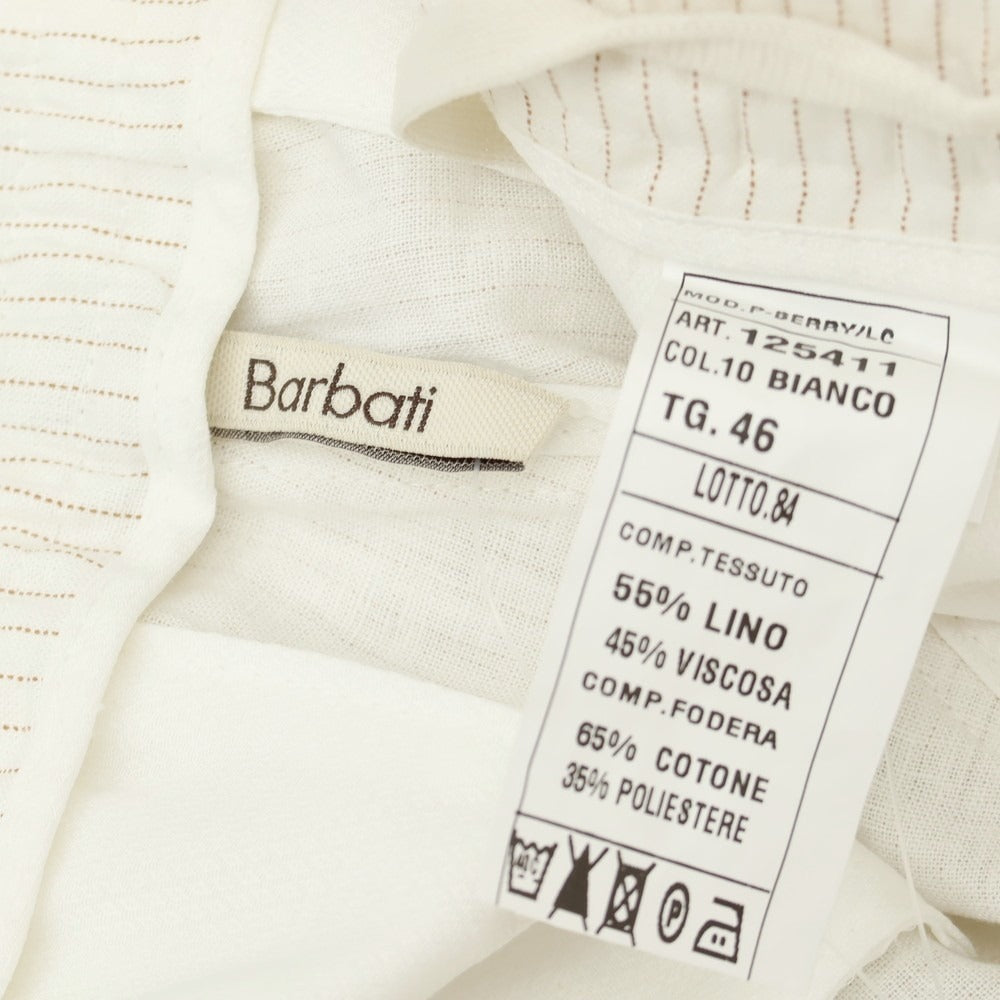 Barbati
MOD.P-BERRY/LC
ART. 125411
COL.10 BIANCO
TG. 46
LOTTO.84
COMP.TESSUTO
55% LINO
45% VISCOSA
COMP.FODERA
65% COTONE
35% POLIESTERE
40 C
P